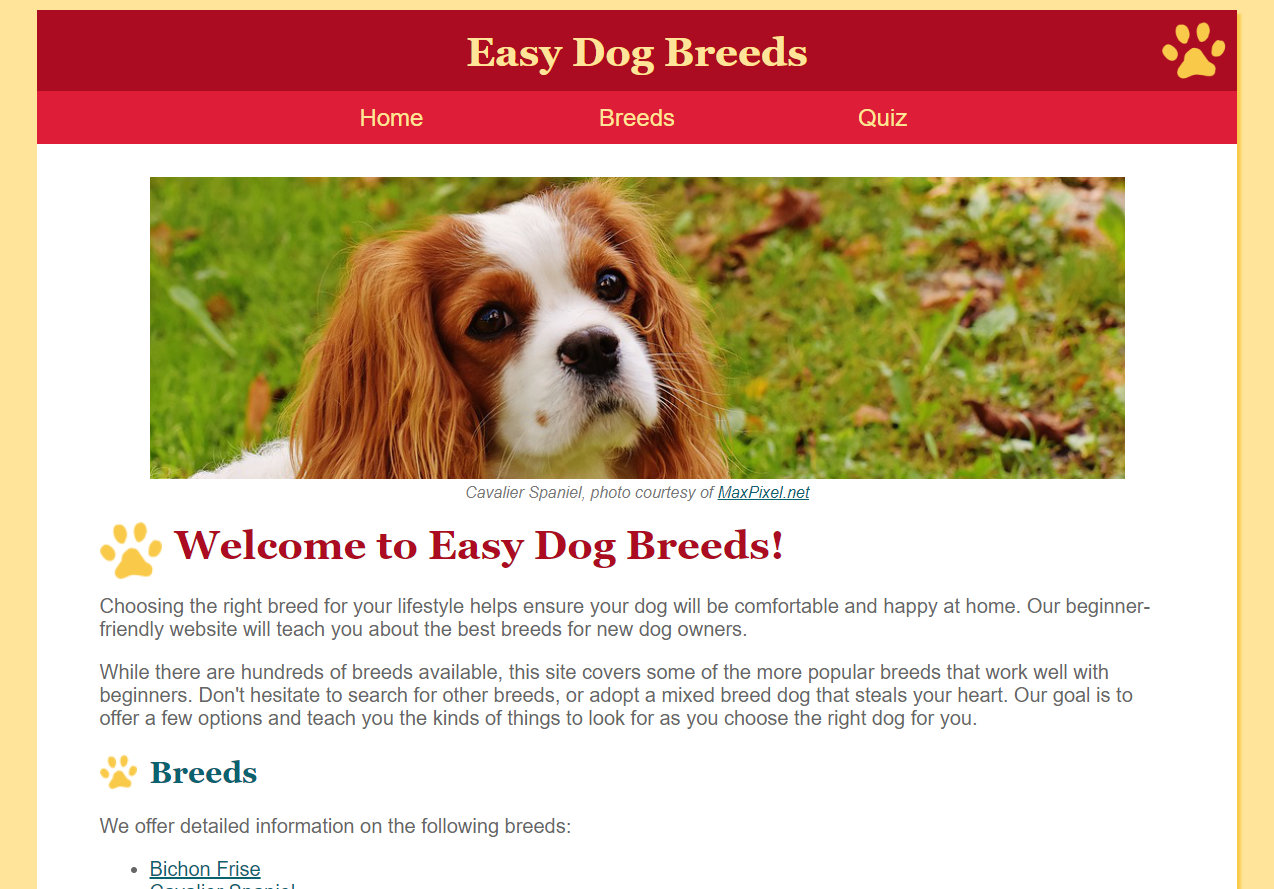 Easy Dog Breeds
Home Breeds Quiz
Cavalier Spaniel, photo courtesy of MaxPixel.net
Welcome to Easy Dog Breeds!
Choosing the right breed for your lifestyle helps ensure your dog will be comfortable and happy at home. Our beginner-
friendly website will teach you about the best breeds for new dog owners.
While there are hundreds of breeds available, this site covers some of the more popular breeds that work well with
beginners. Don't hesitate to search for other breeds, or adopt a mixed breed dog that steals your heart. Our goal is to
offer a few options and teach you the kinds of things to look for as you choose the right dog for you.
Breeds
We offer detailed information on the following breeds:
Bichon Frise
Cavalier Spaniel